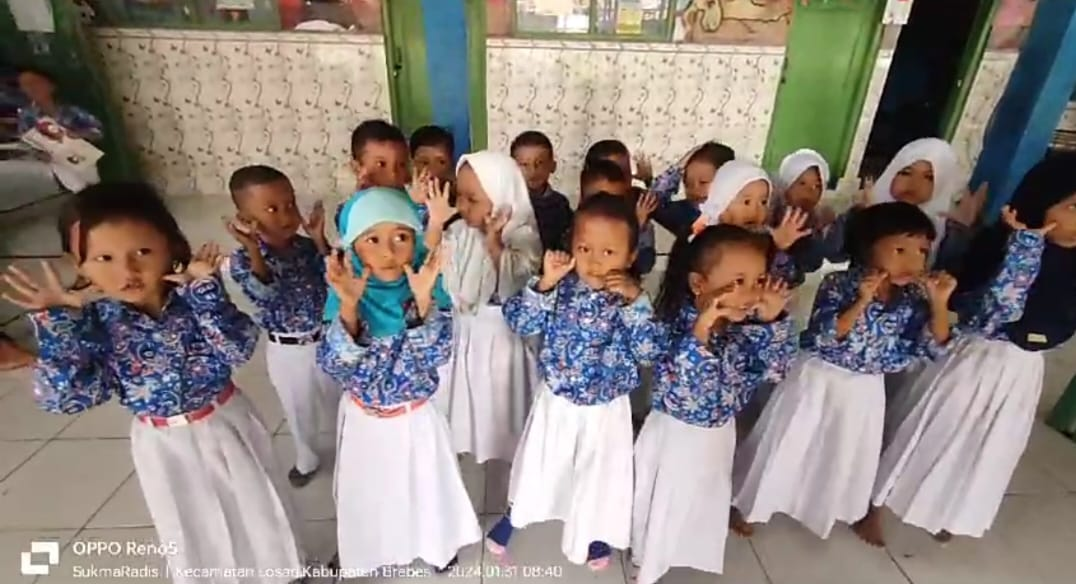 OPPO Reno5
SukmaRadis | Kecamatan Losari Kabupaten Brebes 2024.01.31 08:40